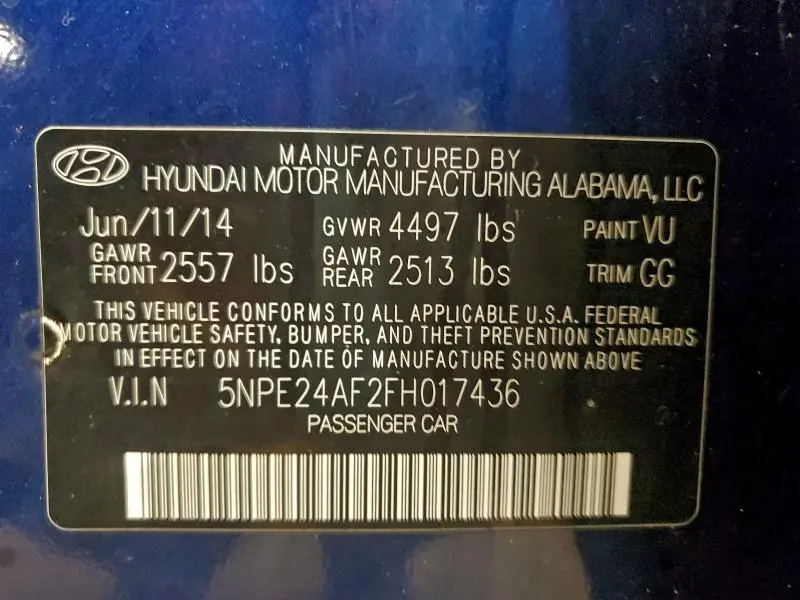 MANUFACTURED BY
HYUNDAI MOTOR MANUFACTURING ALABAMA, LLC
Jun/11/14 GVWR 4497 lbs PAINT VU
GAWR FRONT 2557 lbs GAWR REAR 2513 lbs TRIM GG
THIS VEHICLE CONFORMS TO ALL APPLICABLE U.S.A. FEDERAL
MOTOR VEHICLE SAFETY, BUMPER, AND THEFT PREVENTION STANDARDS
IN EFFECT ON THE DATE OF MANUFACTURE SHOWN ABOVE
V.I.N 5NPE24AF2FH017436
PASSENGER CAR